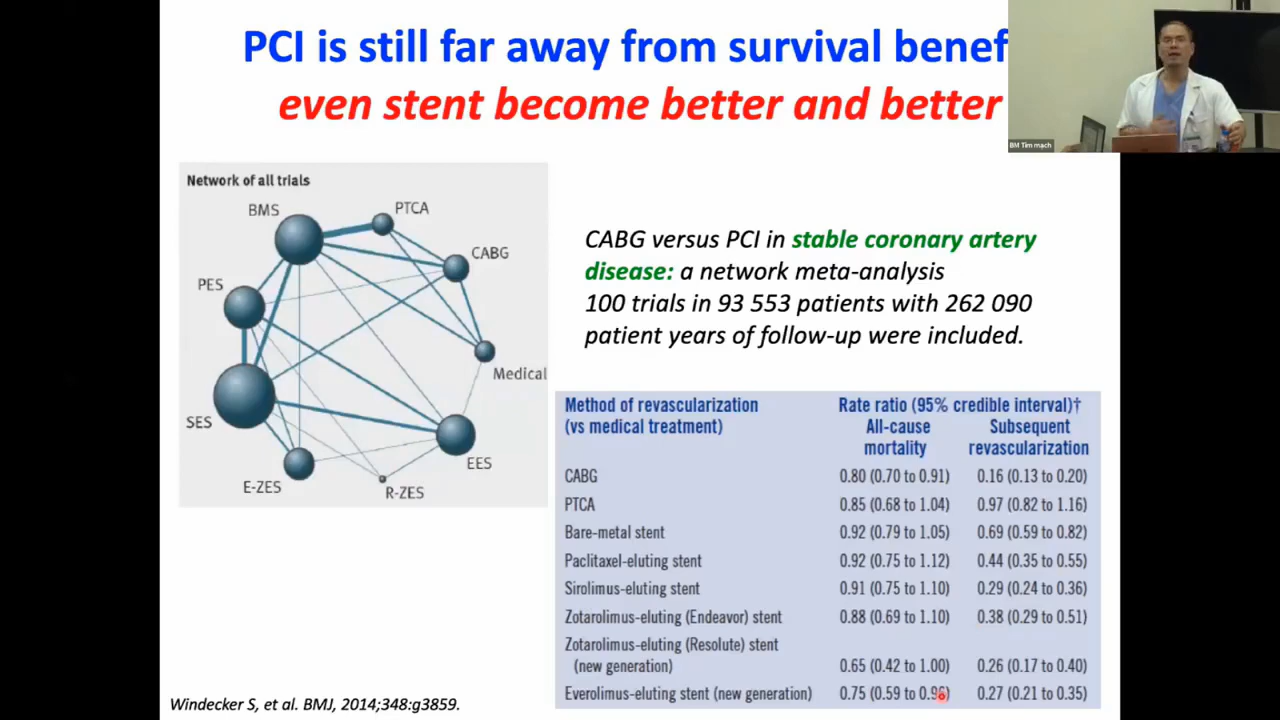 PCI is still far away from survival benef
even stent become better and better
BM Tim mạch
Network of all trials
BMS
PTCA
CABG
PES
Medical
SES
EES
E-ZES
R-ZES
CABG versus PCI in stable coronary artery
disease: a network meta-analysis
100 trials in 93 553 patients with 262 090
patient years of follow-up were included.
Method of revascularization Rate ratio (95% credible interval)†
(vs medical treatment) All-cause Subsequent
mortality revascularization
CABG 0.80 (0.70 to 0.91) 0.16 (0.13 to 0.20)
PTCA 0.85 (0.68 to 1.04) 0.97 (0.82 to 1.16)
Bare-metal stent 0.92 (0.79 to 1.05) 0.69 (0.59 to 0.82)
Paclitaxel-eluting stent 0.92 (0.75 to 1.12) 0.44 (0.35 to 0.55)
Sirolimus-eluting stent 0.91 (0.75 to 1.10) 0.29 (0.24 to 0.36)
Zotarolimus-eluting (Endeavor) stent 0.88 (0.69 to 1.10) 0.38 (0.29 to 0.51)
Zotarolimus-eluting (Resolute) stent
(new generation) 0.65 (0.42 to 1.00) 0.26 (0.17 to 0.40)
Everolimus-eluting stent (new generation) 0.75 (0.59 to 0.27 (0.21 to 0.35)
Windecker S, et al. BMJ, 2014;348:g3859.